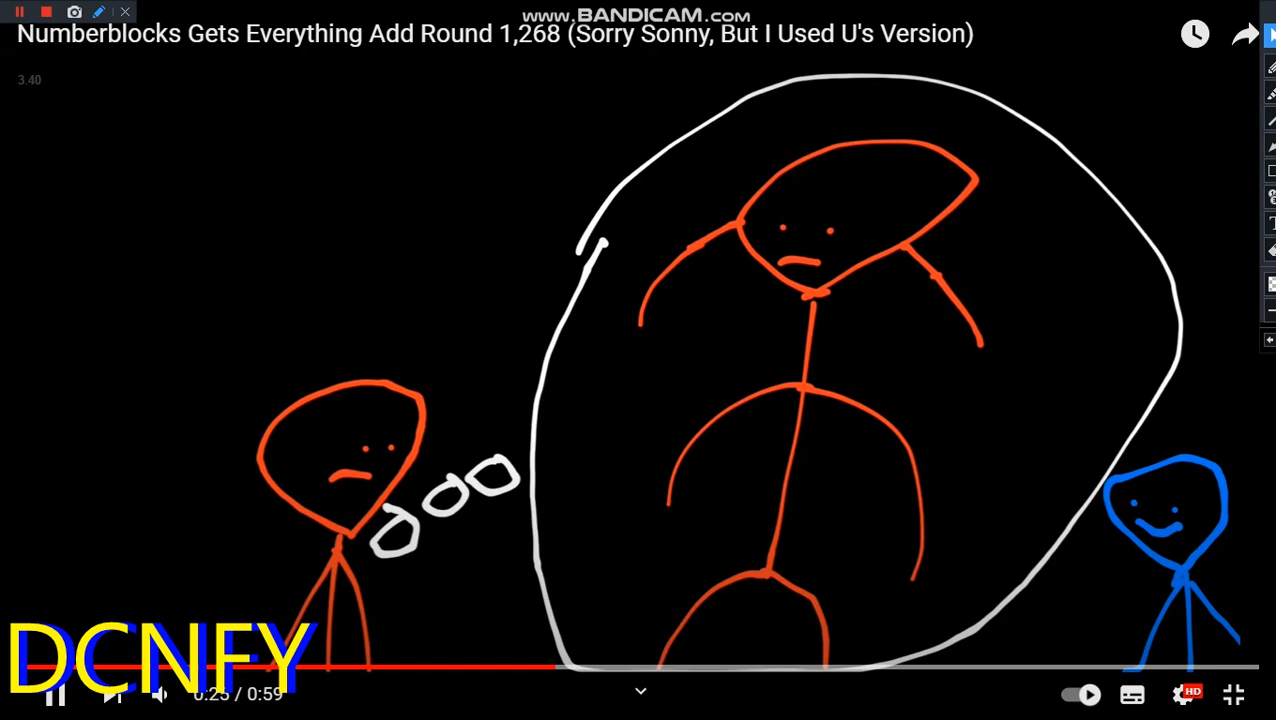 www.BANDICAM.com
Numberblocks Gets Everything Add Round 1,268 (Sorry Sonny, But I Used U's Version)
3.40
DCNFY
0:25 / 0:59
HD